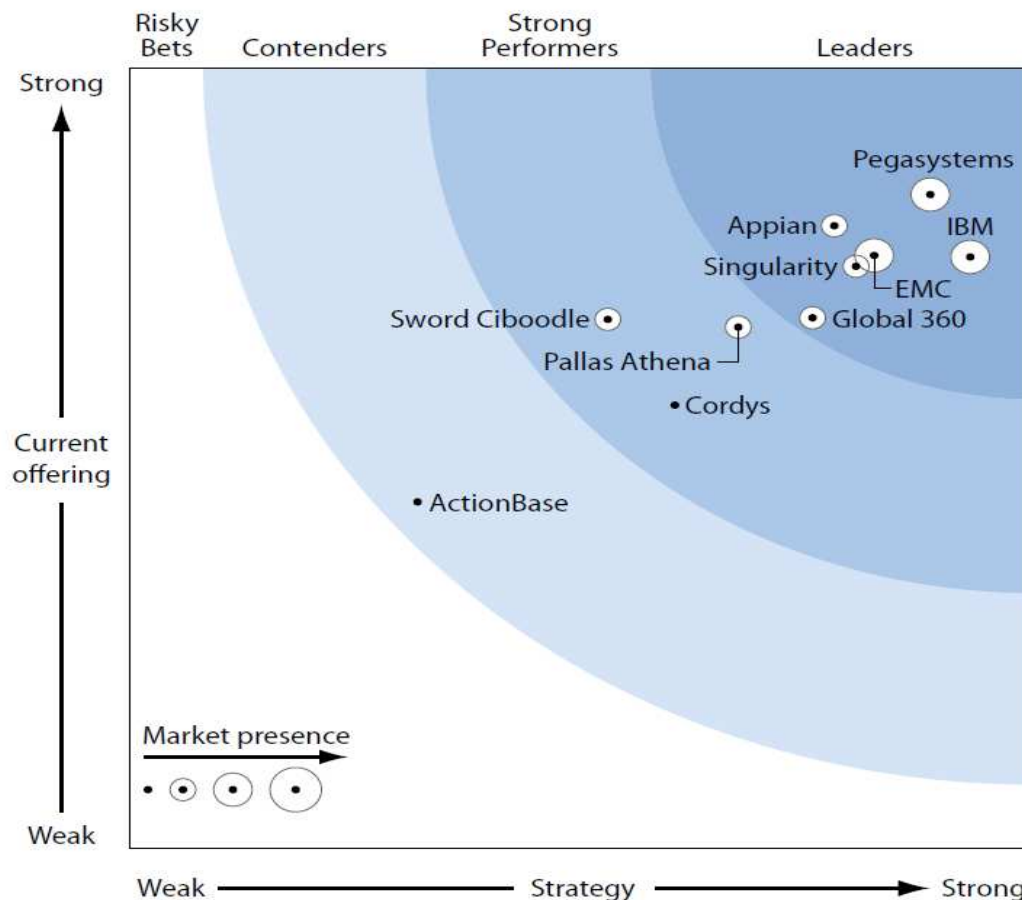 Risky
Bets
Contenders
Strong
Performers
Leaders
Strong
Pegasystems
Appian
IBM
Singularity
EMC
Sword Ciboodle
Global 360
Pallas Athena
Cordys
Current
offering
ActionBase
Market presence
Weak
Weak
Strategy
Strong